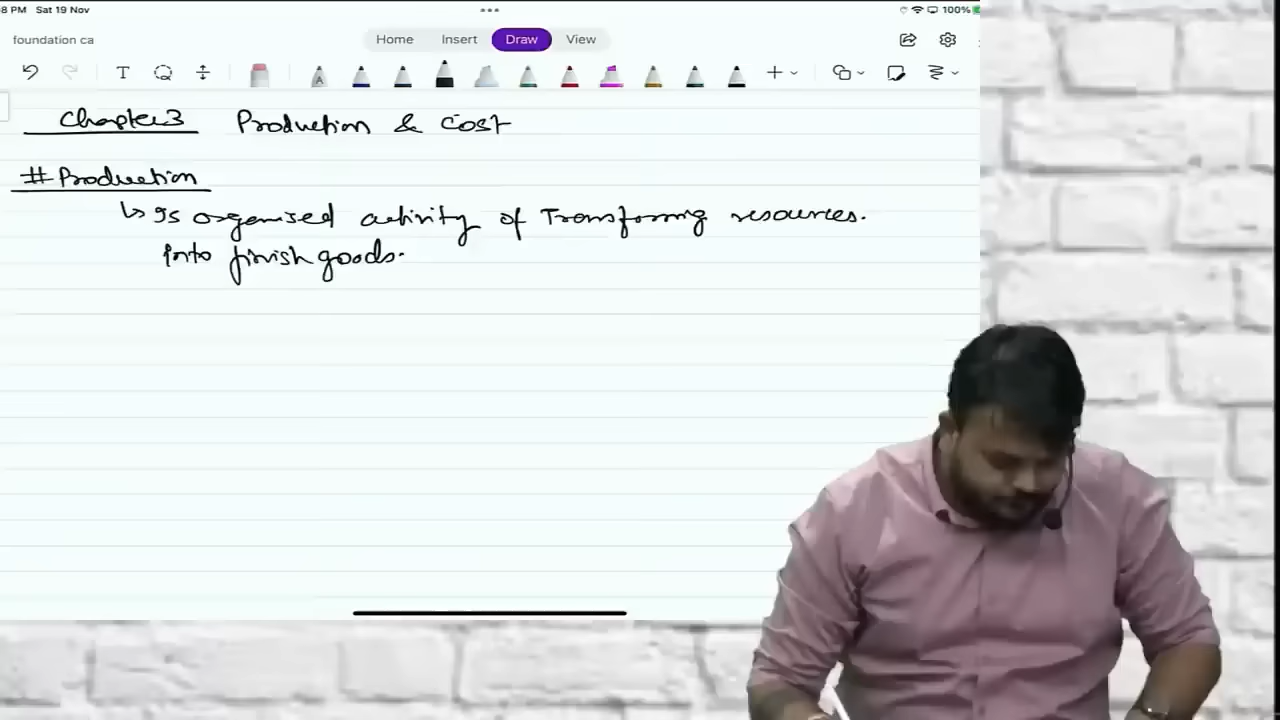 8 PM Sat 19 Nov
100%
foundation ca
Home Insert Draw View
Chapter3 Production & Cost
# Production
↳ Is organised activity of Transforming resources.
into finish goods.